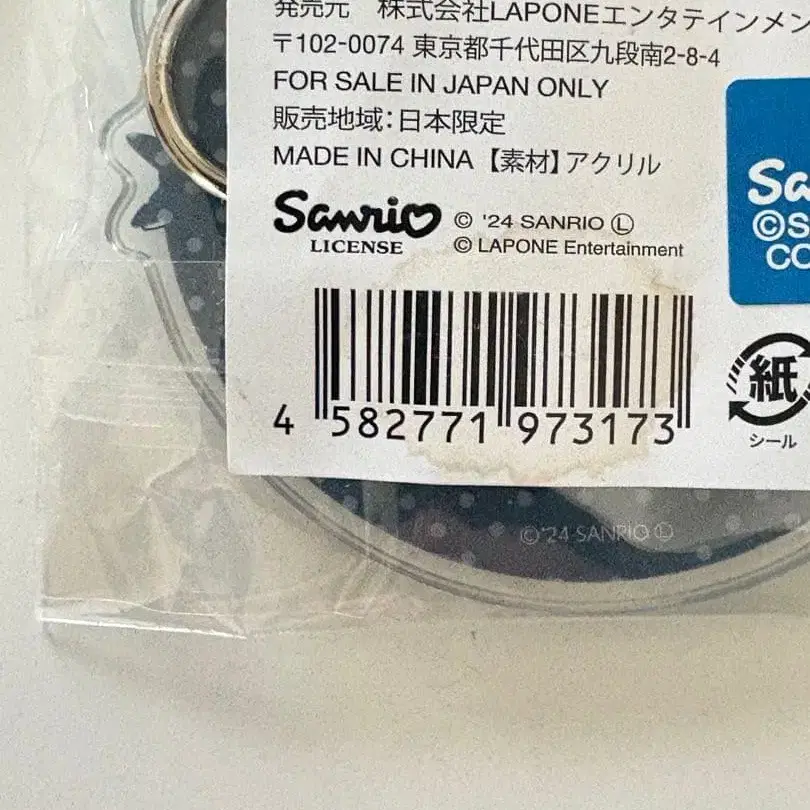 発売元 株式会社LAPONEエンタテインメン
〒102-0074 東京都千代田区九段南2-8-4
FOR SALE IN JAPAN ONLY
販売地域：日本限定
MADE IN CHINA 【素材】アクリル
Sanrio
LICENSE
© '24 SANRIO Ⓛ
© LAPONE Entertainment
Sa
©S
CO
4 582771 973173
紙
シール
©'24 SANRIO Ⓛ